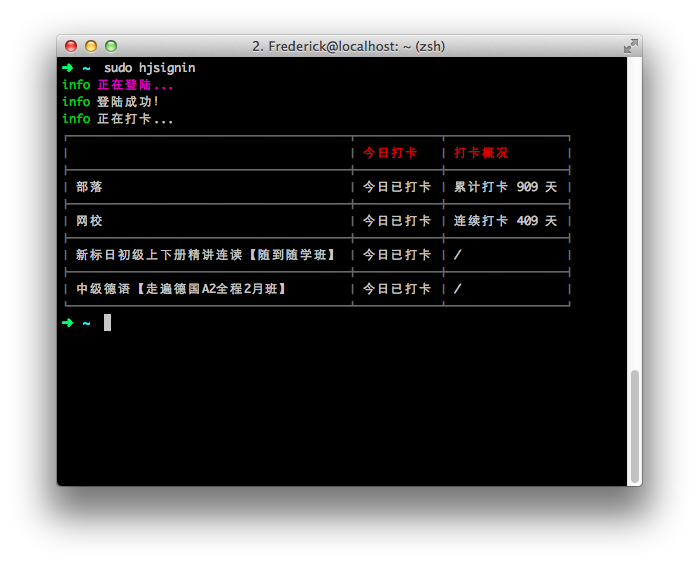 2. Frederick@localhost: ~ (zsh)
➜ ~ sudo hjsignin
info 正在登陆...
info 登陆成功!
info 正在打卡...
今日打卡 打卡概况
部落 今日已打卡 累计打卡 909 天
网校 今日已打卡 连续打卡 409 天
新标日初级上下册精讲连读【随到随学班】 今日已打卡 /
中级德语【走遍德国A2全程2月班】 今日已打卡 /
➜ ~